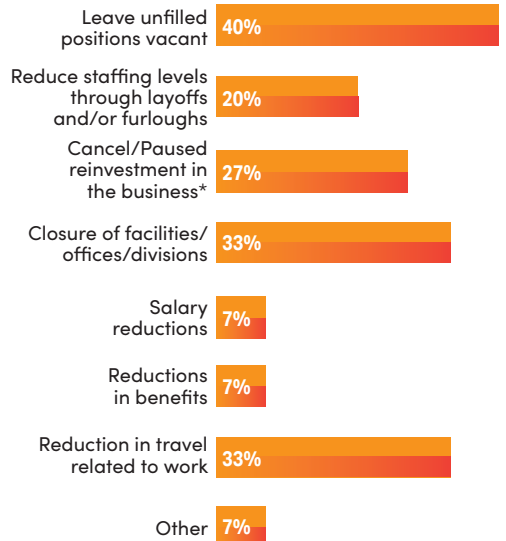 Leave unfilled
positions vacant
40%
Reduce staffing levels
through layoffs
and/or furloughs
20%
Cancel/Paused
reinvestment in
the business*
27%
Closure of facilities/
offices/divisions
33%
Salary
reductions
7%
Reductions
in benefits
7%
Reduction in travel
related to work
33%
Other
7%